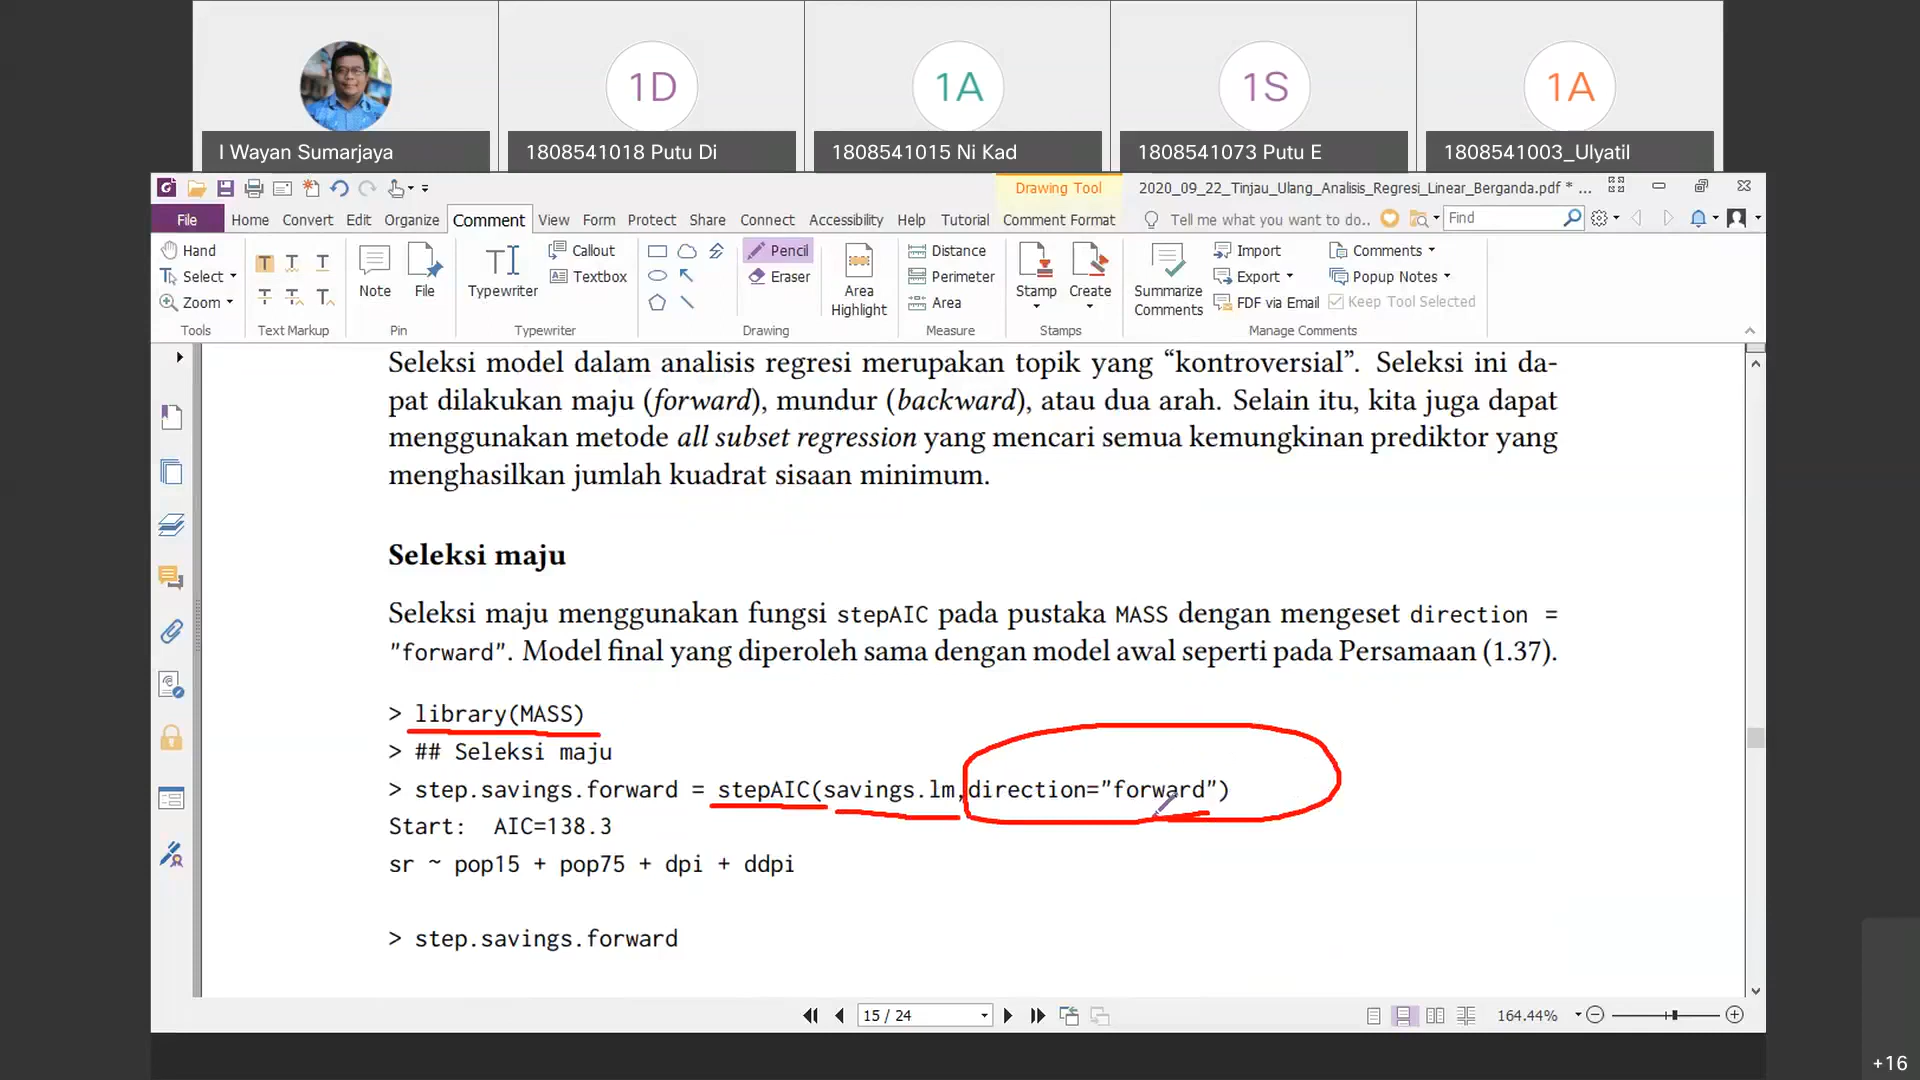 1D
1A
1S
1A
I Wayan Sumarjaya
1808541018 Putu Di
1808541015 Ni Kad
1808541073 Putu E
1808541003_Ulyatil
Drawing Tool
2020_09_22_Tinjau_Ulang_Analisis_Regresi_Linear_Berganda.pdf * ...
File Home Convert Edit Organize Comment View Form Protect Share Connect Accessibility Help Tutorial Comment Format Tell me what you want to do.. Find
Hand
Select
Zoom
Tools
Text Markup
Note
File
Pin
Typewriter
Callout
Textbox
Typewriter
Pencil
Eraser
Area
Highlight
Drawing
Distance
Perimeter
Area
Measure
Stamp
Create
Stamps
Summarize
Comments
Import
Export
FDF via Email
Comments
Popup Notes
Keep Tool Selected
Manage Comments
Seleksi model dalam analisis regresi merupakan topik yang “kontroversial”. Seleksi ini da-
pat dilakukan maju (forward), mundur (backward), atau dua arah. Selain itu, kita juga dapat
menggunakan metode all subset regression yang mencari semua kemungkinan prediktor yang
menghasilkan jumlah kuadrat sisaan minimum.
Seleksi maju
Seleksi maju menggunakan fungsi stepAIC pada pustaka MASS dengan mengeset direction =
"forward". Model final yang diperoleh sama dengan model awal seperti pada Persamaan (1.37).
> library(MASS)
> ## Seleksi maju
> step.savings.forward = stepAIC(savings.lm,direction="forward")
Start: AIC=138.3
sr ~ pop15 + pop75 + dpi + ddpi
> step.savings.forward
15 / 24
164.44%
+16